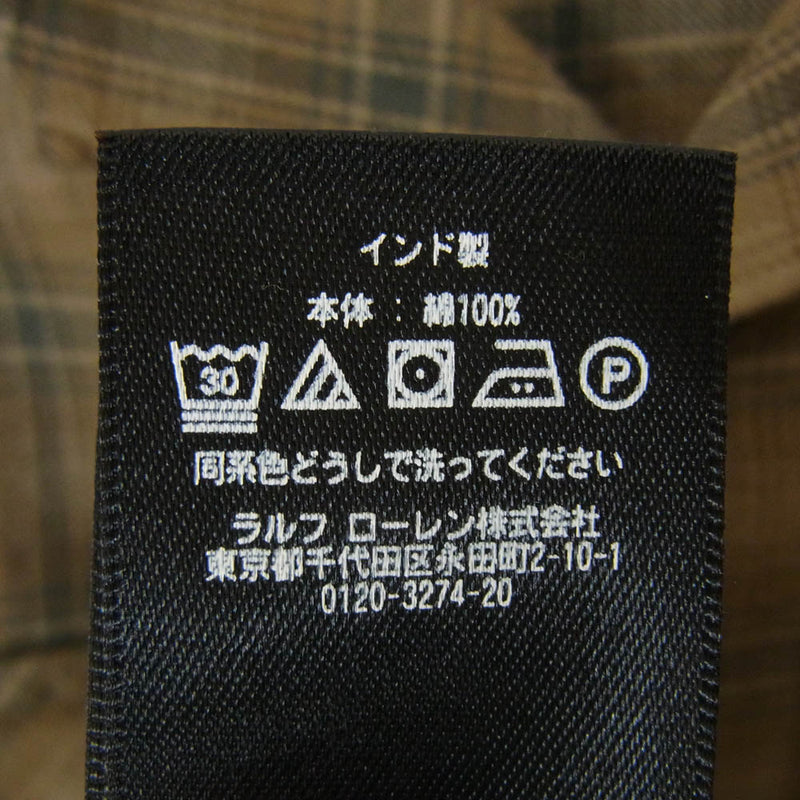 インド製
本体 : 綿100%
30 P
同系色どうしで洗ってください
ラルフ ローレン株式会社
東京都千代田区永田町2-10-1
0120-3274-20